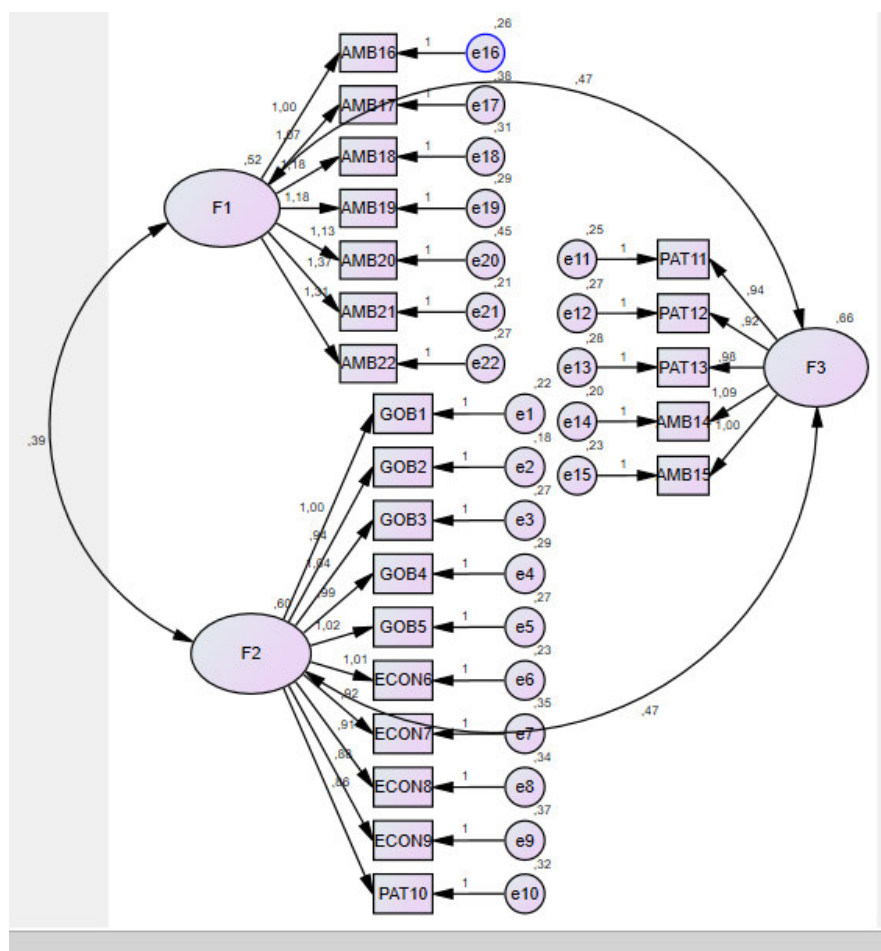 ,26
AMB16 1 e16
,38
,47
1,00
AMB17 1 e17
1,07
,31
,52
1,18
AMB18 1 e18
,29
F1
1,18
AMB19 1 e19
,45
1,13
AMB20 1 e20
1,37
,21
1,31
AMB21 1 e21
,27
AMB22 1 e22
,25
e11 1 PAT11
,27
,94
e12 1 PAT12
,92
,66
,28
e13 1 PAT13
,98
F3
,20
1,09
e14 1 AMB14
1,00
,23
e15 1 AMB15
,39
,22
GOB1 1 e1
,18
GOB2 1 e2
,27
1,00
GOB3 1 e3
,94
,29
1,04
GOB4 1 e4
,99
,27
,60
1,02
GOB5 1 e5
,23
F2
1,01
ECON6 1 e6
,35
,92
,47
,91
ECON7 1 e7
,34
,88
ECON8 1 e8
,37
,86
ECON9 1 e9
,32
PAT10 1 e10